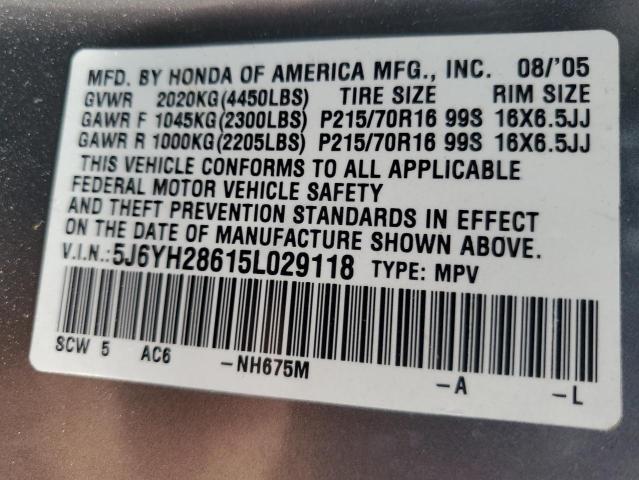 MFD. BY HONDA OF AMERICA MFG., INC. 08/'05
GVWR 2020KG(4450LBS) TIRE SIZE RIM SIZE
GAWR F 1045KG(2300LBS) P215/70R16 99S 16X6.5JJ
GAWR R 1000KG(2205LBS) P215/70R16 99S 16X6.5JJ
THIS VEHICLE CONFORMS TO ALL APPLICABLE
FEDERAL MOTOR VEHICLE SAFETY
AND THEFT PREVENTION STANDARDS IN EFFECT
ON THE DATE OF MANUFACTURE SHOWN ABOVE.
V.I.N.:5J6YH28615L029118 TYPE: MPV
SCW 5 AC6 -NH675M -A -L